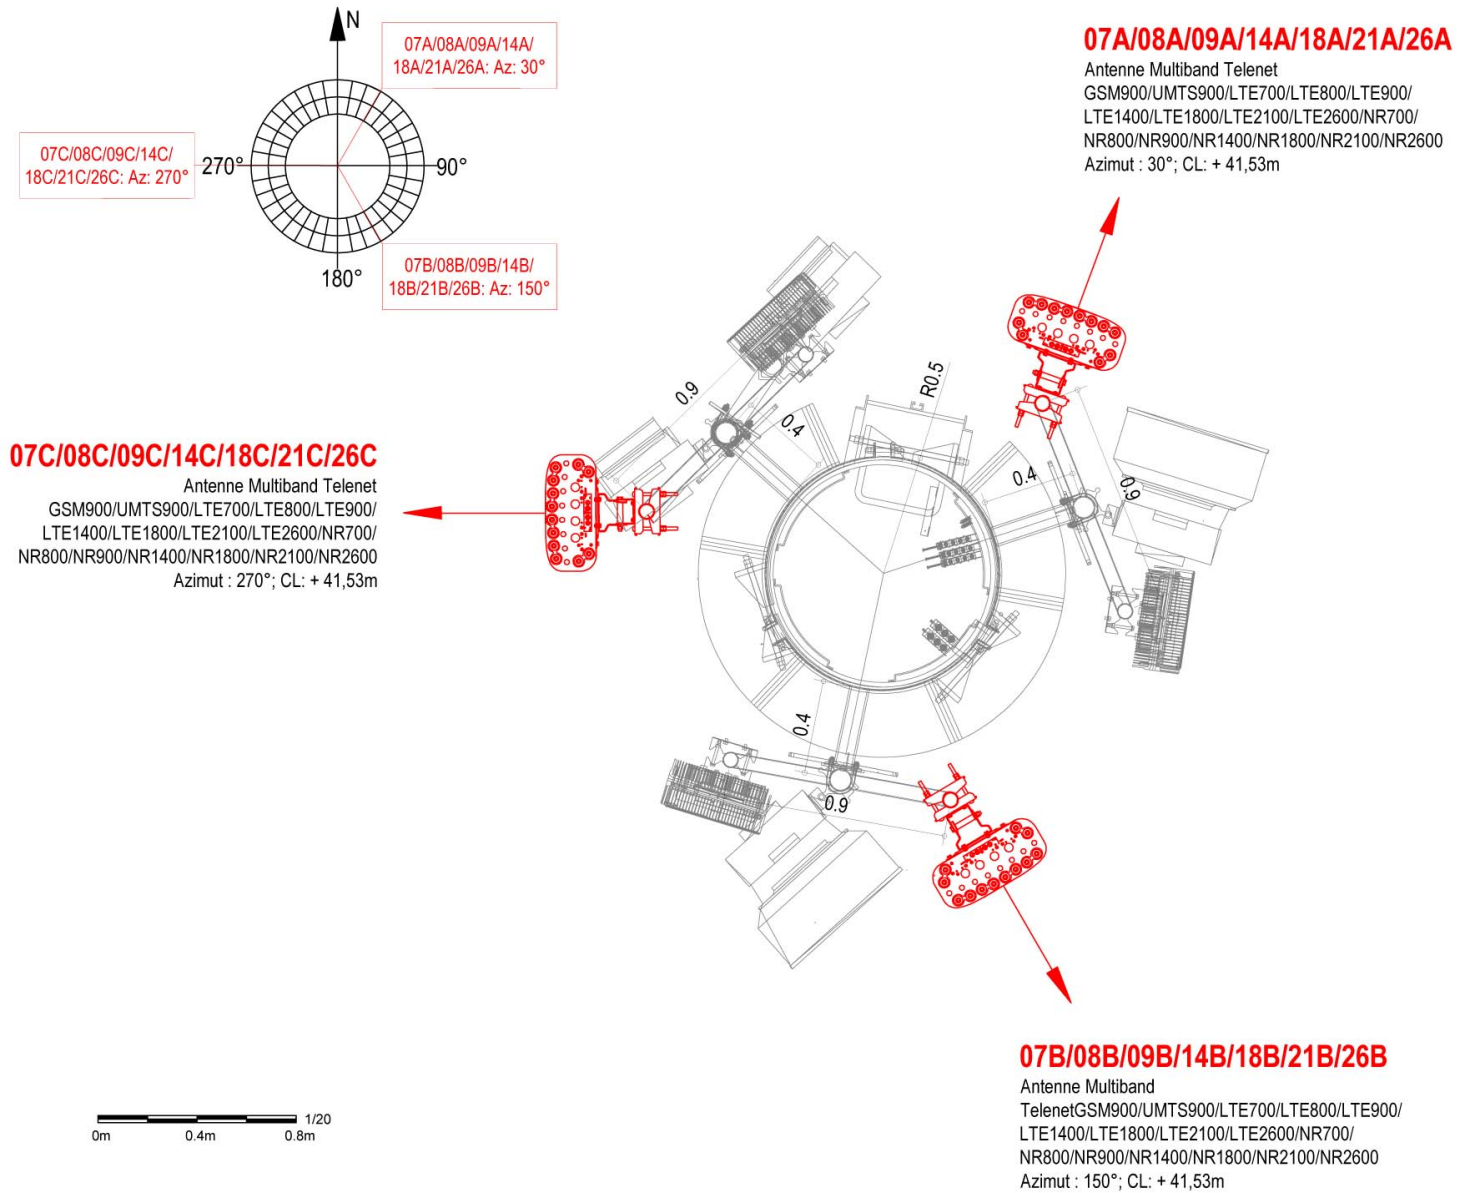 N
07A/08A/09A/14A/
18A/21A/26A: Az: 30°
07C/08C/09C/14C/
18C/21C/26C: Az: 270°
270°
90°
07B/08B/09B/14B/
18B/21B/26B: Az: 150°
180°
07A/08A/09A/14A/18A/21A/26A
Antenne Multiband Telenet
GSM900/UMTS900/LTE700/LTE800/LTE900/
LTE1400/LTE1800/LTE2100/LTE2600/NR700/
NR800/NR900/NR1400/NR1800/NR2100/NR2600
Azimut : 30°; CL: + 41,53m
0.9
0.4
R0.5
0.4
0.9
07C/08C/09C/14C/18C/21C/26C
Antenne Multiband Telenet
GSM900/UMTS900/LTE700/LTE800/LTE900/
LTE1400/LTE1800/LTE2100/LTE2600/NR700/
NR800/NR900/NR1400/NR1800/NR2100/NR2600
Azimut : 270°; CL: + 41,53m
0.4
0.9
07B/08B/09B/14B/18B/21B/26B
Antenne Multiband
TelenetGSM900/UMTS900/LTE700/LTE800/LTE900/
LTE1400/LTE1800/LTE2100/LTE2600/NR700/
NR800/NR900/NR1400/NR1800/NR2100/NR2600
Azimut : 150°; CL: + 41,53m
1/20
0m 0.4m 0.8m